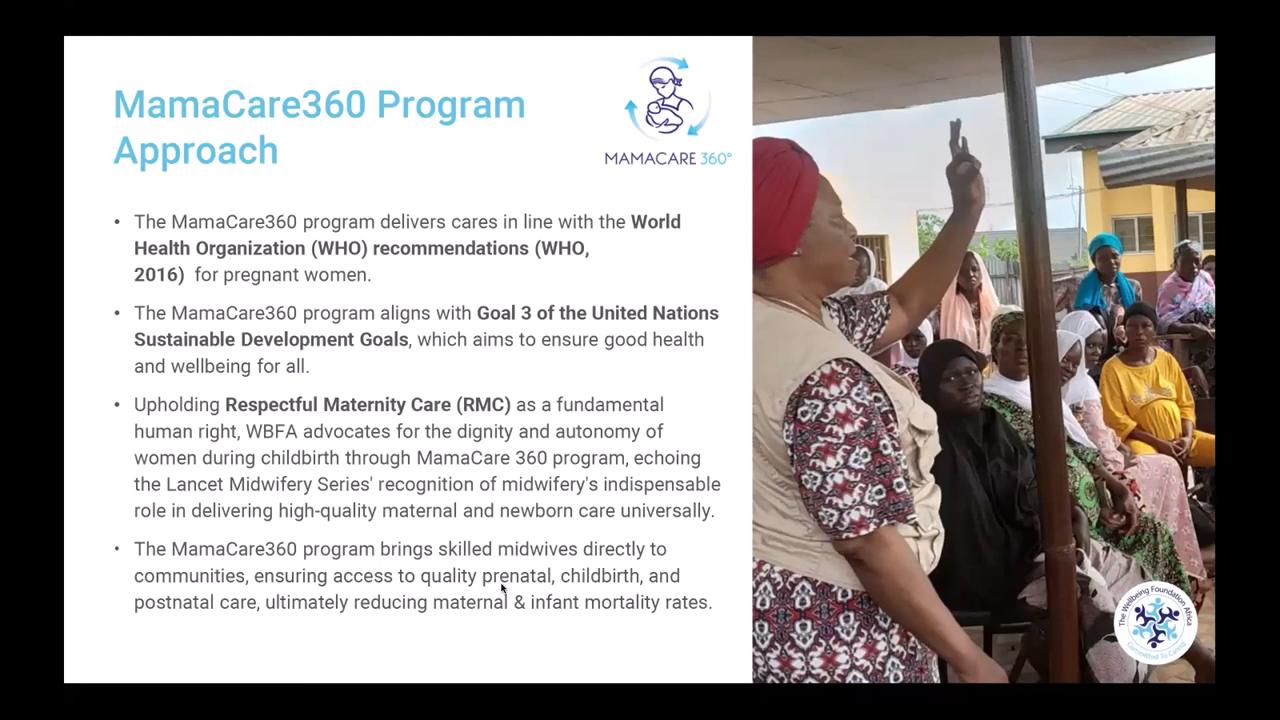 MamaCare360 Program
Approach
MAMACARE 360°
• The MamaCare360 program delivers cares in line with the World
Health Organization (WHO) recommendations (WHO,
2016) for pregnant women.
• The MamaCare360 program aligns with Goal 3 of the United Nations
Sustainable Development Goals, which aims to ensure good health
and wellbeing for all.
• Upholding Respectful Maternity Care (RMC) as a fundamental
human right, WBFA advocates for the dignity and autonomy of
women during childbirth through MamaCare 360 program, echoing
the Lancet Midwifery Series' recognition of midwifery's indispensable
role in delivering high-quality maternal and newborn care universally.
• The MamaCare360 program brings skilled midwives directly to
communities, ensuring access to quality prenatal, childbirth, and
postnatal care, ultimately reducing maternal & infant mortality rates.
The Wellbeing Foundation Africa
Committed To Caring